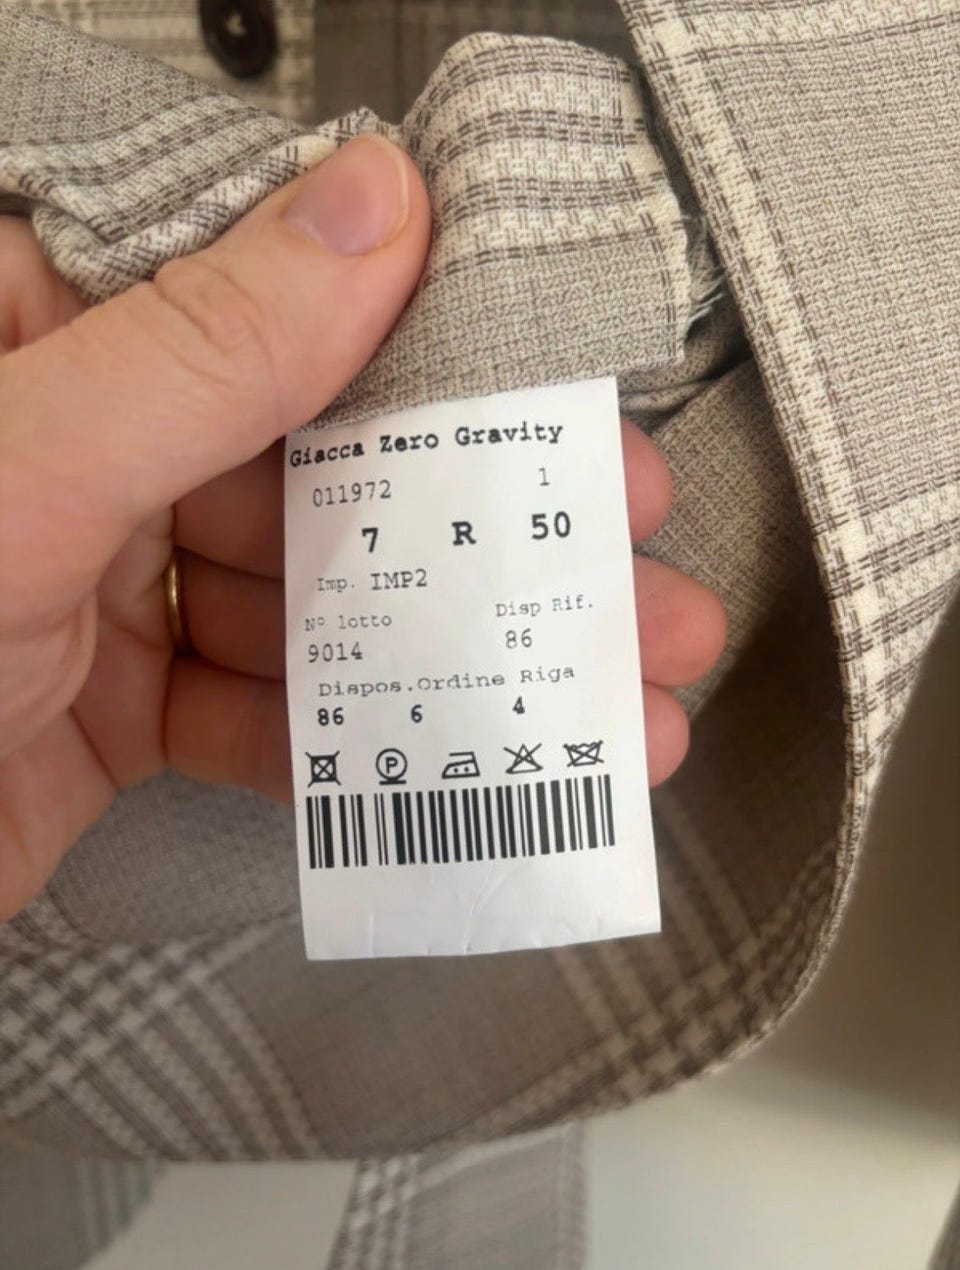 Giacca Zero Gravity
011972 1
7 R 50
Imp. IMP2
Nº lotto Disp Rif.
9014 86
Dispos.Ordine Riga
86 6 4
P